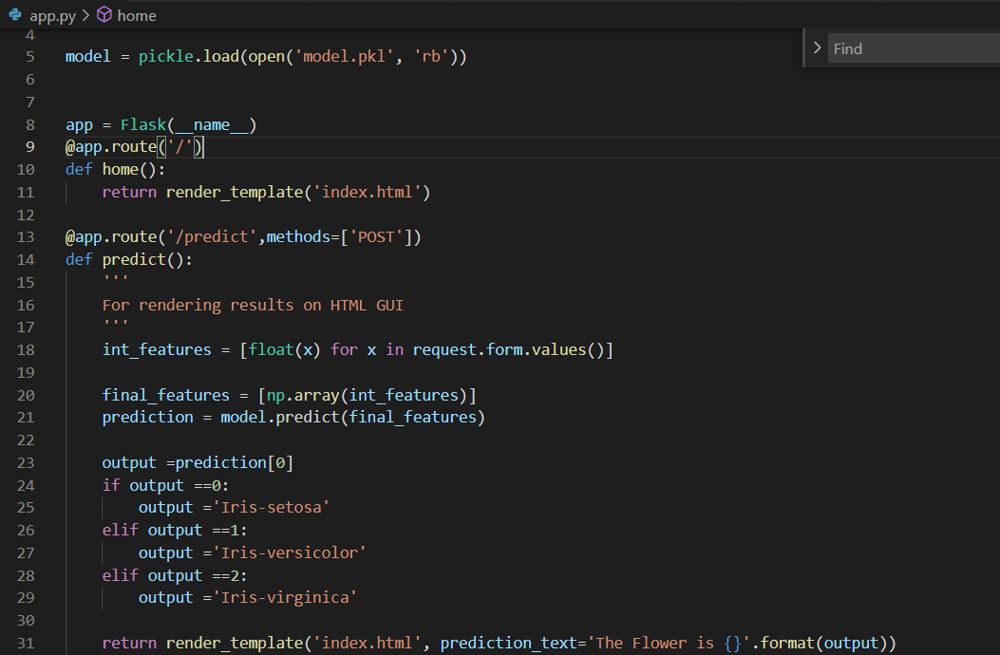 app.py > home
Find
4
5 model = pickle.load(open('model.pkl', 'rb'))
6
7
8 app = Flask(__name__)
9 @app.route('/')
10 def home():
11     return render_template('index.html')
12
13 @app.route('/predict',methods=['POST'])
14 def predict():
15     '''
16     For rendering results on HTML GUI
17     '''
18     int_features = [float(x) for x in request.form.values()]
19
20     final_features = [np.array(int_features)]
21     prediction = model.predict(final_features)
22
23     output =prediction[0]
24     if output ==0:
25         output ='Iris-setosa'
26     elif output ==1:
27         output ='Iris-versicolor'
28     elif output ==2:
29         output ='Iris-virginica'
30
31     return render_template('index.html', prediction_text='The Flower is {}'.format(output))